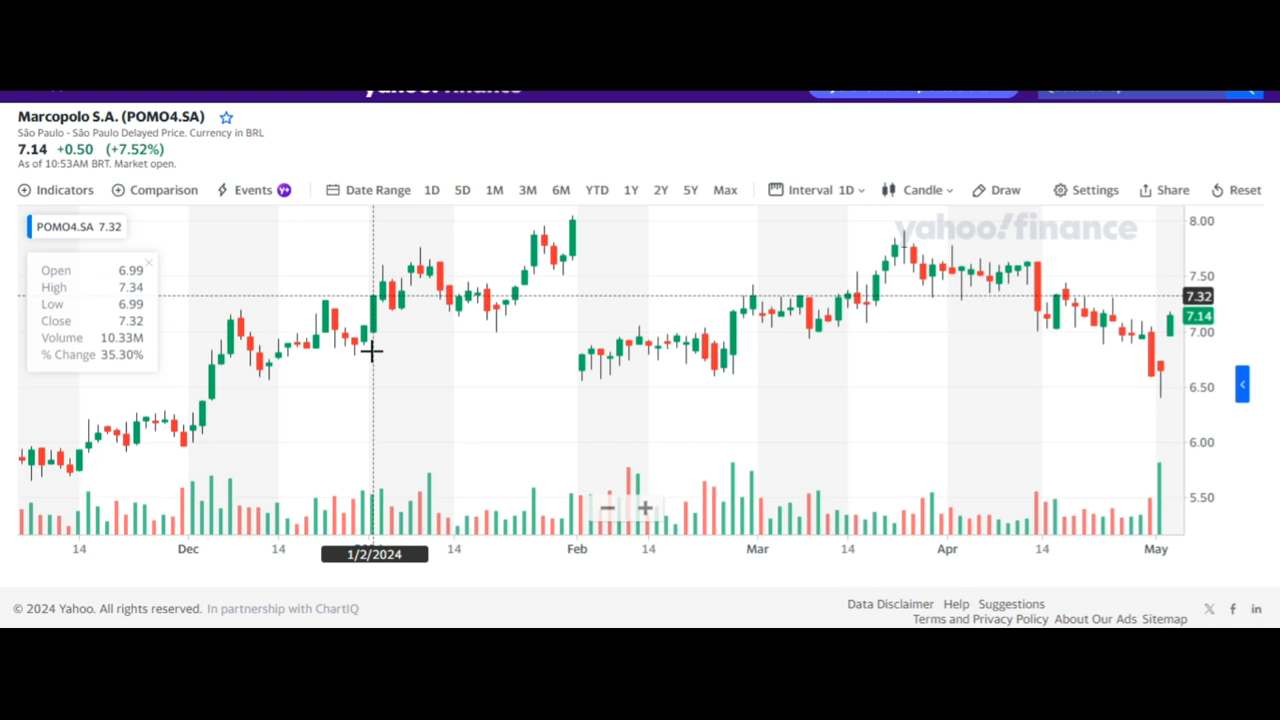 Marcopolo S.A. (POMO4.SA)
São Paulo - São Paulo Delayed Price. Currency in BRL
7.14 +0.50 (+7.52%)
As of 10:53AM BRT. Market open.
Indicators Comparison Events Y+ Date Range 1D 5D 1M 3M 6M YTD 1Y 2Y 5Y Max Interval 1D Candle Draw Settings Share Reset
POMO4.SA 7.32
yahoo!finance
Open 6.99
High 7.34
Low 6.99
Close 7.32
Volume 10.33M
% Change 35.30%
8.00
7.50
7.32
7.14
7.00
6.50
6.00
5.50
14 Dec 14 1/2/2024 14 Feb 14 Mar 14 Apr 14 May
© 2024 Yahoo. All rights reserved. In partnership with ChartIQ
Data Disclaimer Help Suggestions
Terms and Privacy Policy About Our Ads Sitemap